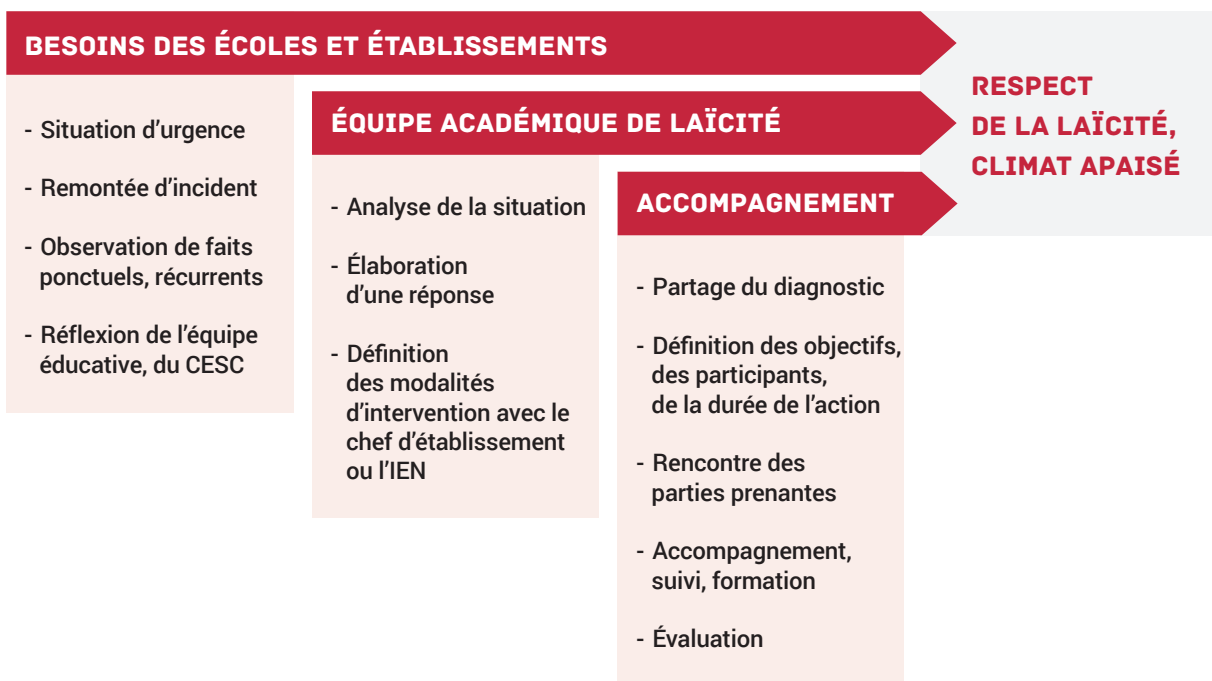 BESOINS DES ÉCOLES ET ÉTABLISSEMENTS
- Situation d’urgence
- Remontée d’incident
- Observation de faits
ponctuels, récurrents
- Réflexion de l’équipe
éducative, du CESC
ÉQUIPE ACADÉMIQUE DE LAÏCITÉ
- Analyse de la situation
- Élaboration
d’une réponse
- Définition
des modalités
d’intervention avec le
chef d’établissement
ou l’IEN
ACCOMPAGNEMENT
- Partage du diagnostic
- Définition des objectifs,
des participants,
de la durée de l’action
- Rencontre des
parties prenantes
- Accompagnement,
suivi, formation
- Évaluation
RESPECT
DE LA LAÏCITÉ,
CLIMAT APAISÉ